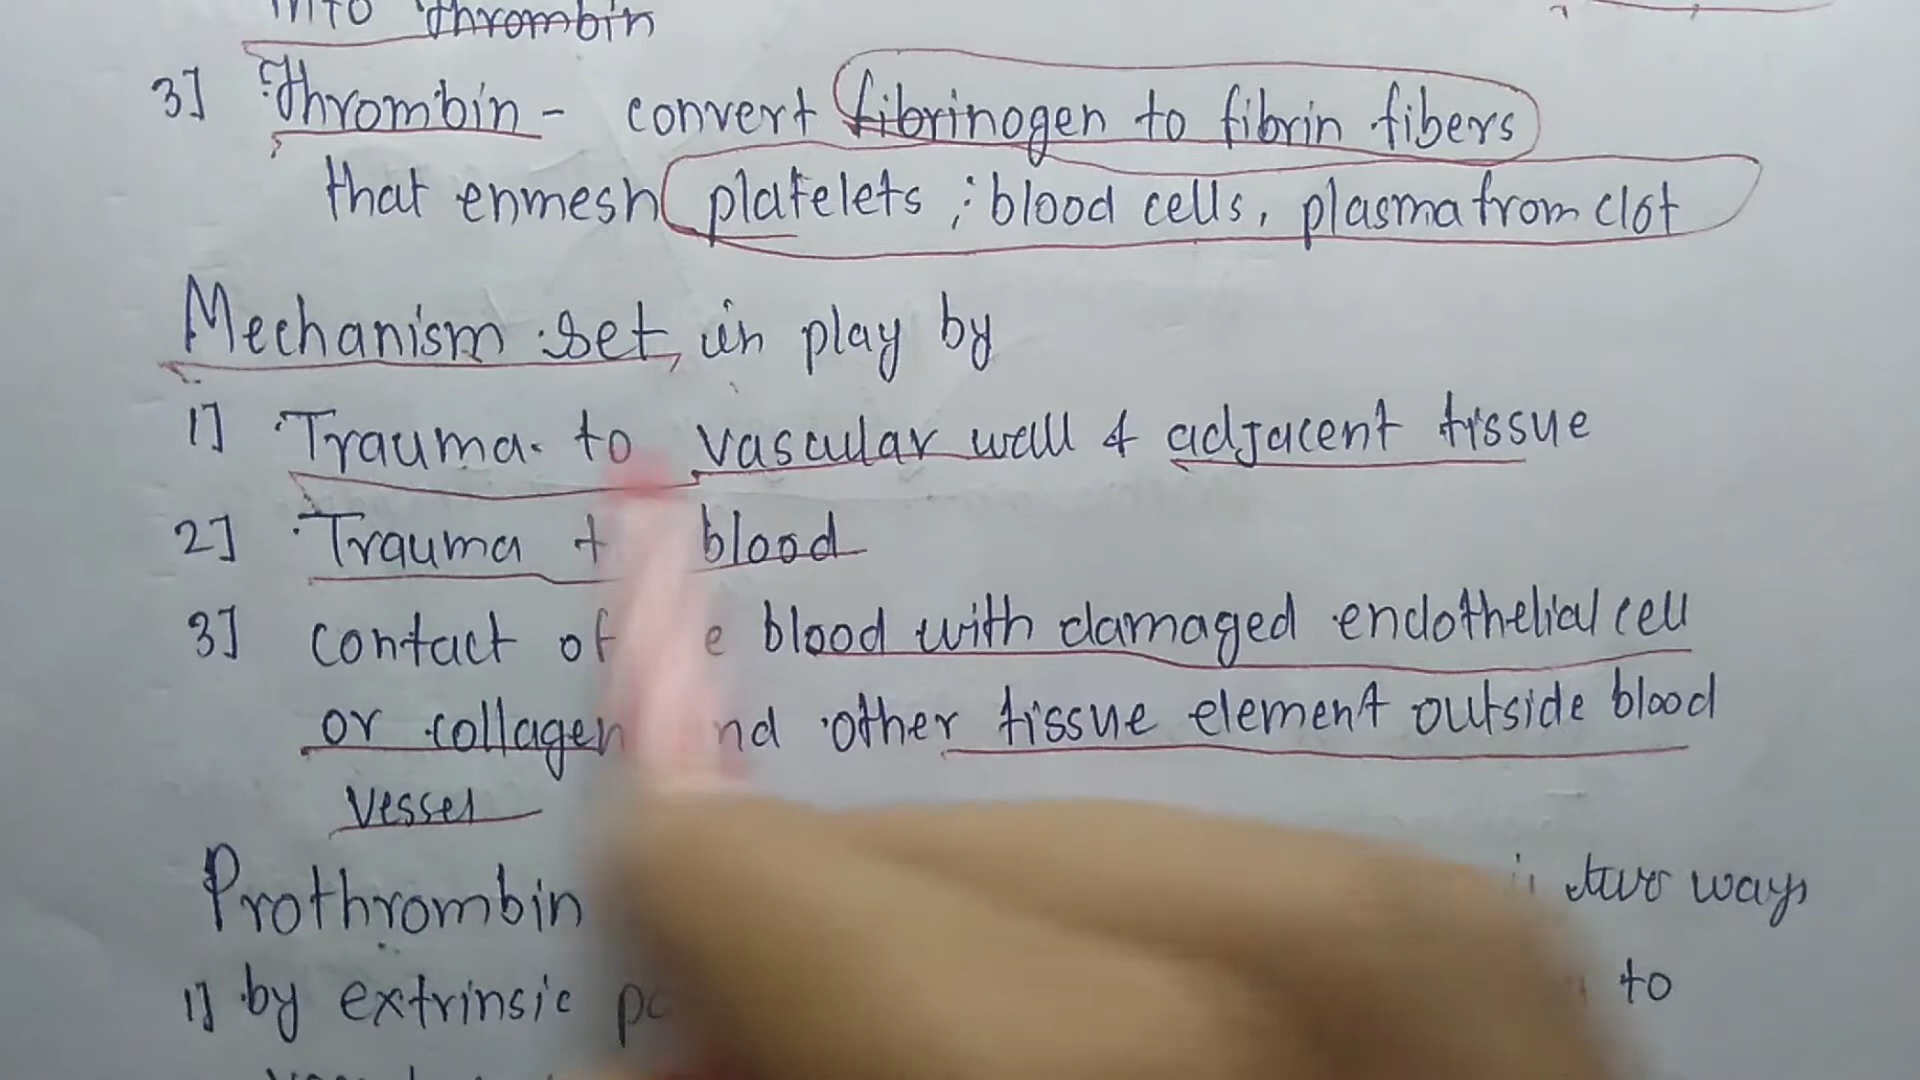 into thrombin
3] Thrombin - convert fibrinogen to fibrin fibers
that enmesh platelets ; blood cells, plasma from clot
Mechanism set in play by
1] Trauma to vascular wall & adjacent tissue
2] Trauma blood
3] contact of blood with damaged endothelial cell
or collagen other tissue element outside blood
vessel
Prothrombin two ways
1] by extrinsic to